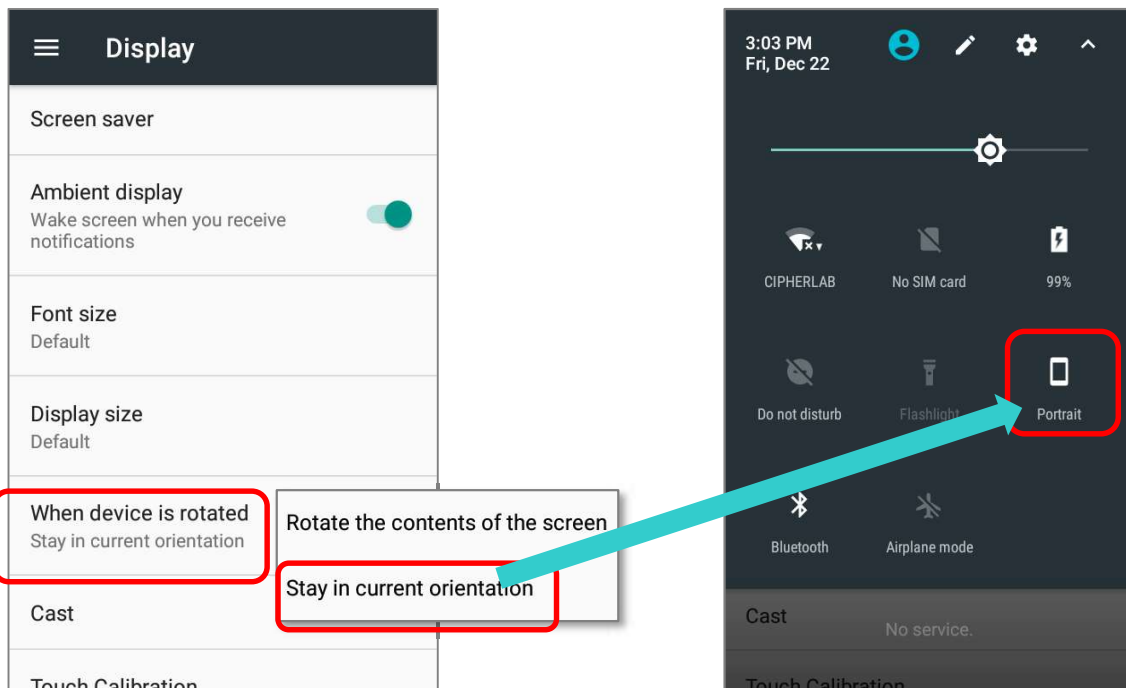 Display
Screen saver
Ambient display
Wake screen when you receive
notifications
Font size
Default
Display size
Default
When device is rotated
Stay in current orientation
Rotate the contents of the screen
Stay in current orientation
Cast
Touch Calibration
3:03 PM
Fri, Dec 22
CIPHERLAB
No SIM card
99%
Do not disturb
Flashlight
Portrait
Bluetooth
Airplane mode
Cast
No service.
Touch Calibration